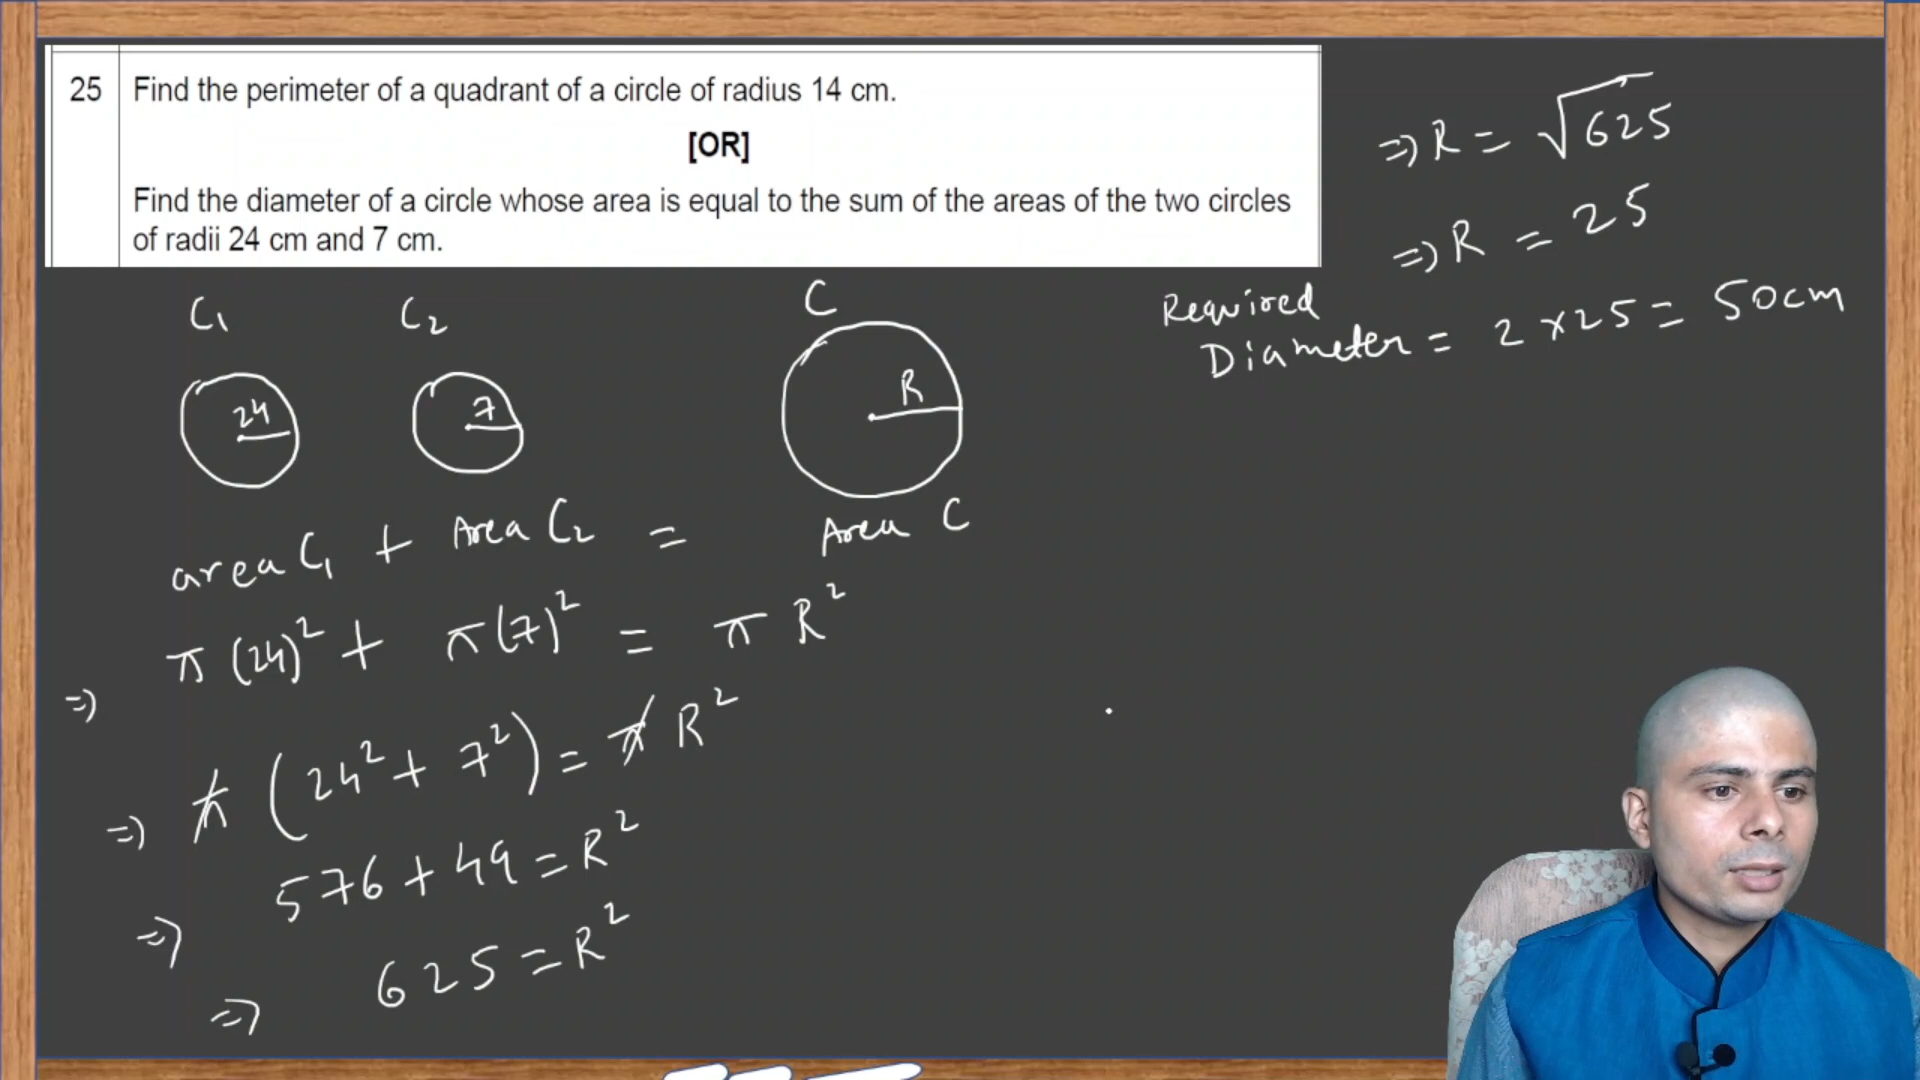 25 Find the perimeter of a quadrant of a circle of radius 14 cm.
[OR]
Find the diameter of a circle whose area is equal to the sum of the areas of the two circles
of radii 24 cm and 7 cm.
C₁ C₂ C
24 7 R
area C₁ + Area C₂ = Area C
π(24)² + π(7)² = πR²
=> π(24² + 7²) = πR²
=> 576 + 49 = R²
=> 625 = R²
=>
=> R = √625
=> R = 25
Required
Diameter = 2 × 25 = 50cm